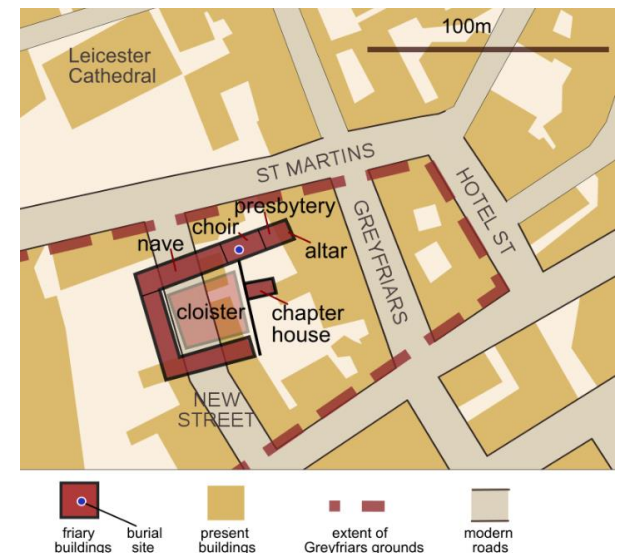 100m
Leicester
Cathedral
ST MARTINS
HOTEL ST
GREYFRIARS
presbytery
choir
nave
altar
cloister
chapter
house
NEW
STREET
friary
buildings
burial
site
present
buildings
extent of
Greyfriars grounds
modern
roads